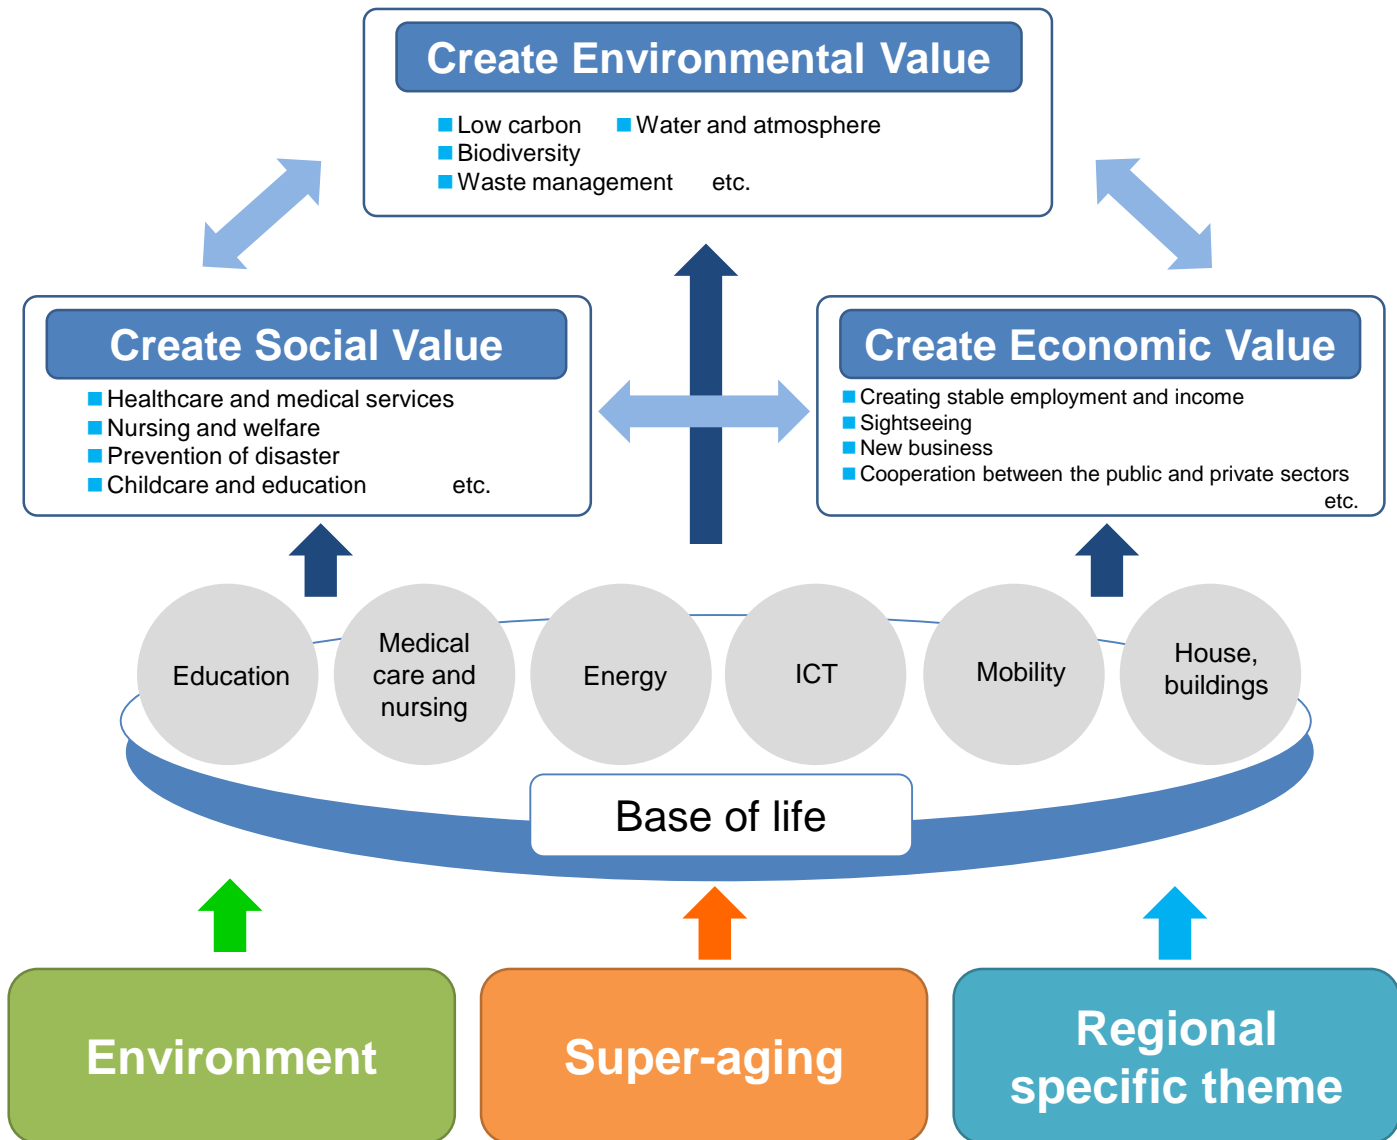 Create Environmental Value
Low carbon Water and atmosphere
Biodiversity
Waste management etc.
Create Social Value
Healthcare and medical services
Nursing and welfare
Prevention of disaster
Childcare and education etc.
Create Economic Value
Creating stable employment and income
Sightseeing
New business
Cooperation between the public and private sectors
etc.
Education
Medical
care and
nursing
Energy
ICT
Mobility
House,
buildings
Base of life
Environment
Super-aging
Regional
specific theme